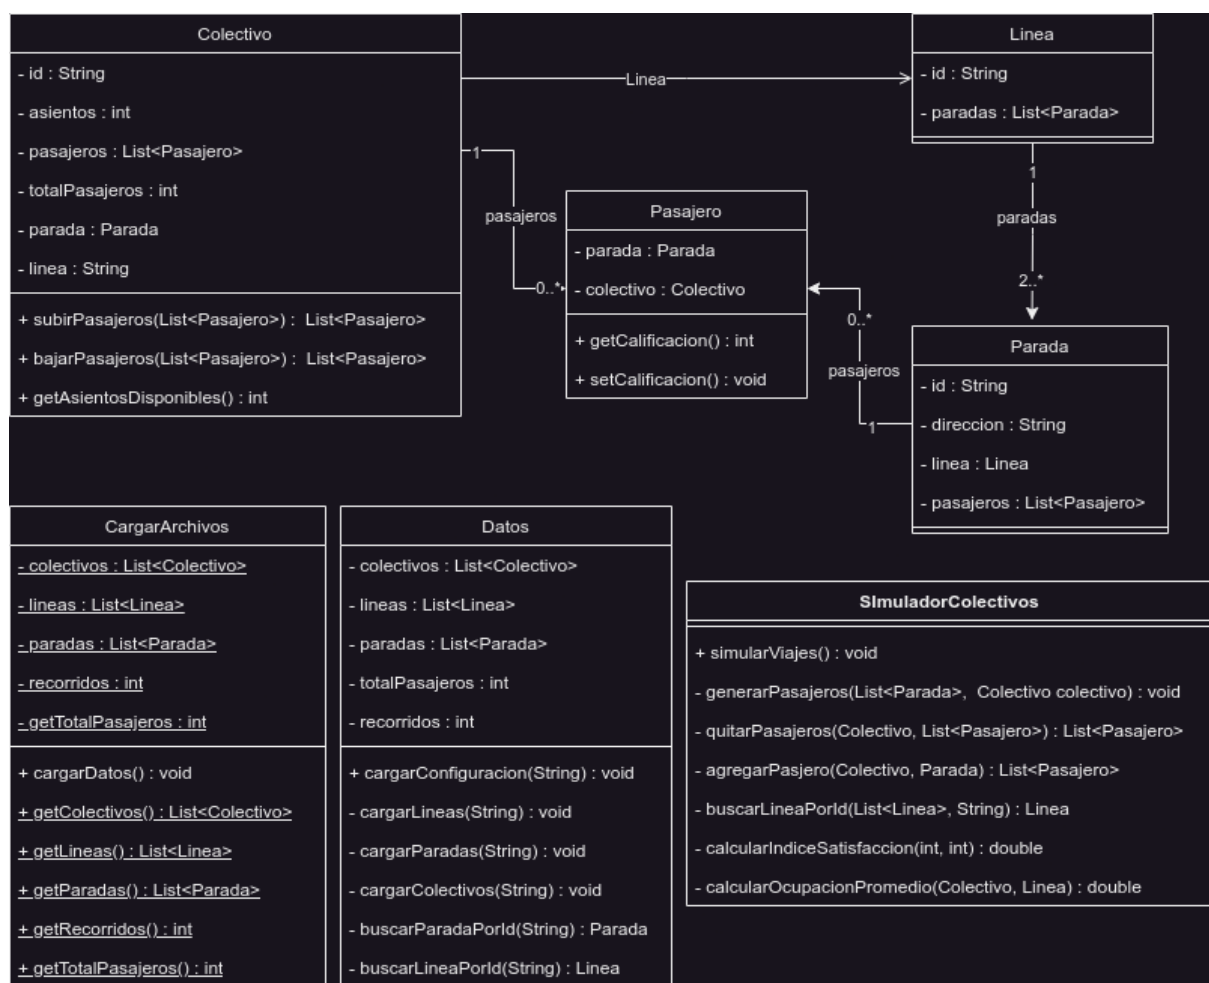 Colectivo
- id : String
- asientos : int
- pasajeros : List<Pasajero>
- totalPasajeros : int
- parada : Parada
- linea : String
+ subirPasajeros(List<Pasajero>) :  List<Pasajero>
+ bajarPasajeros(List<Pasajero>) :  List<Pasajero>
+ getAsientosDisponibles() : int
Linea
Linea
- id : String
- paradas : List<Parada>
1
pasajeros
0..*
Pasajero
- parada : Parada
- colectivo : Colectivo
+ getCalificacion() : int
+ setCalificacion() : void
1
paradas
2..*
0..*
pasajeros
1
Parada
- id : String
- direccion : String
- linea : Linea
- pasajeros : List<Pasajero>
CargarArchivos
- colectivos : List<Colectivo>
- lineas : List<Linea>
- paradas : List<Parada>
- recorridos : int
- getTotalPasajeros : int
+ cargarDatos() : void
+ getColectivos() : List<Colectivo>
+ getLineas() : List<Linea>
+ getParadas() : List<Parada>
+ getRecorridos() : int
+ getTotalPasajeros() : int
Datos
- colectivos : List<Colectivo>
- lineas : List<Linea>
- paradas : List<Parada>
- totalPasajeros : int
- recorridos : int
+ cargarConfiguracion(String) : void
- cargarLineas(String) : void
- cargarParadas(String) : void
- cargarColectivos(String) : void
- buscarParadaPorId(String) : Parada
- buscarLineaPorId(String) : Linea
SImuladorColectivos
+ simularViajes() : void
- generarPasajeros(List<Parada>,  Colectivo colectivo) : void
- quitarPasajeros(Colectivo, List<Pasajero>) : List<Pasajero>
- agregarPasjero(Colectivo, Parada) : List<Pasajero>
- buscarLineaPorId(List<Linea>, String) : Linea
- calcularIndiceSatisfaccion(int, int) : double
- calcularOcupacionPromedio(Colectivo, Linea) : double